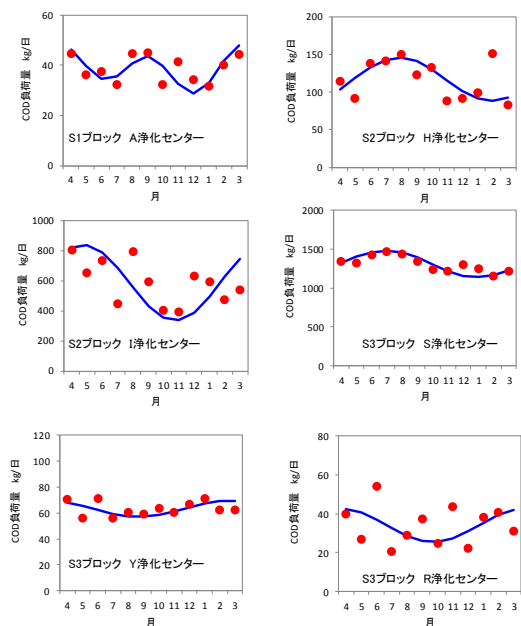 COD負荷量 kg/日
60
40
20
0
S1ブロック A浄化センター
4 5 6 7 8 9 10 11 12 1 2 3
月
COD負荷量 kg/日
200
150
100
50
0
S2ブロック H浄化センター
4 5 6 7 8 9 10 11 12 1 2 3
月
COD負荷量 kg/日
1000
800
600
400
200
0
S2ブロック I浄化センター
4 5 6 7 8 9 10 11 12 1 2 3
月
COD負荷量 kg/日
2000
1500
1000
500
0
S3ブロック S浄化センター
4 5 6 7 8 9 10 11 12 1 2 3
月
COD負荷量 kg/日
120
100
80
60
40
20
0
S3ブロック Y浄化センター
4 5 6 7 8 9 10 11 12 1 2 3
月
COD負荷量 kg/日
80
60
40
20
0
S3ブロック R浄化センター
4 5 6 7 8 9 10 11 12 1 2 3
月